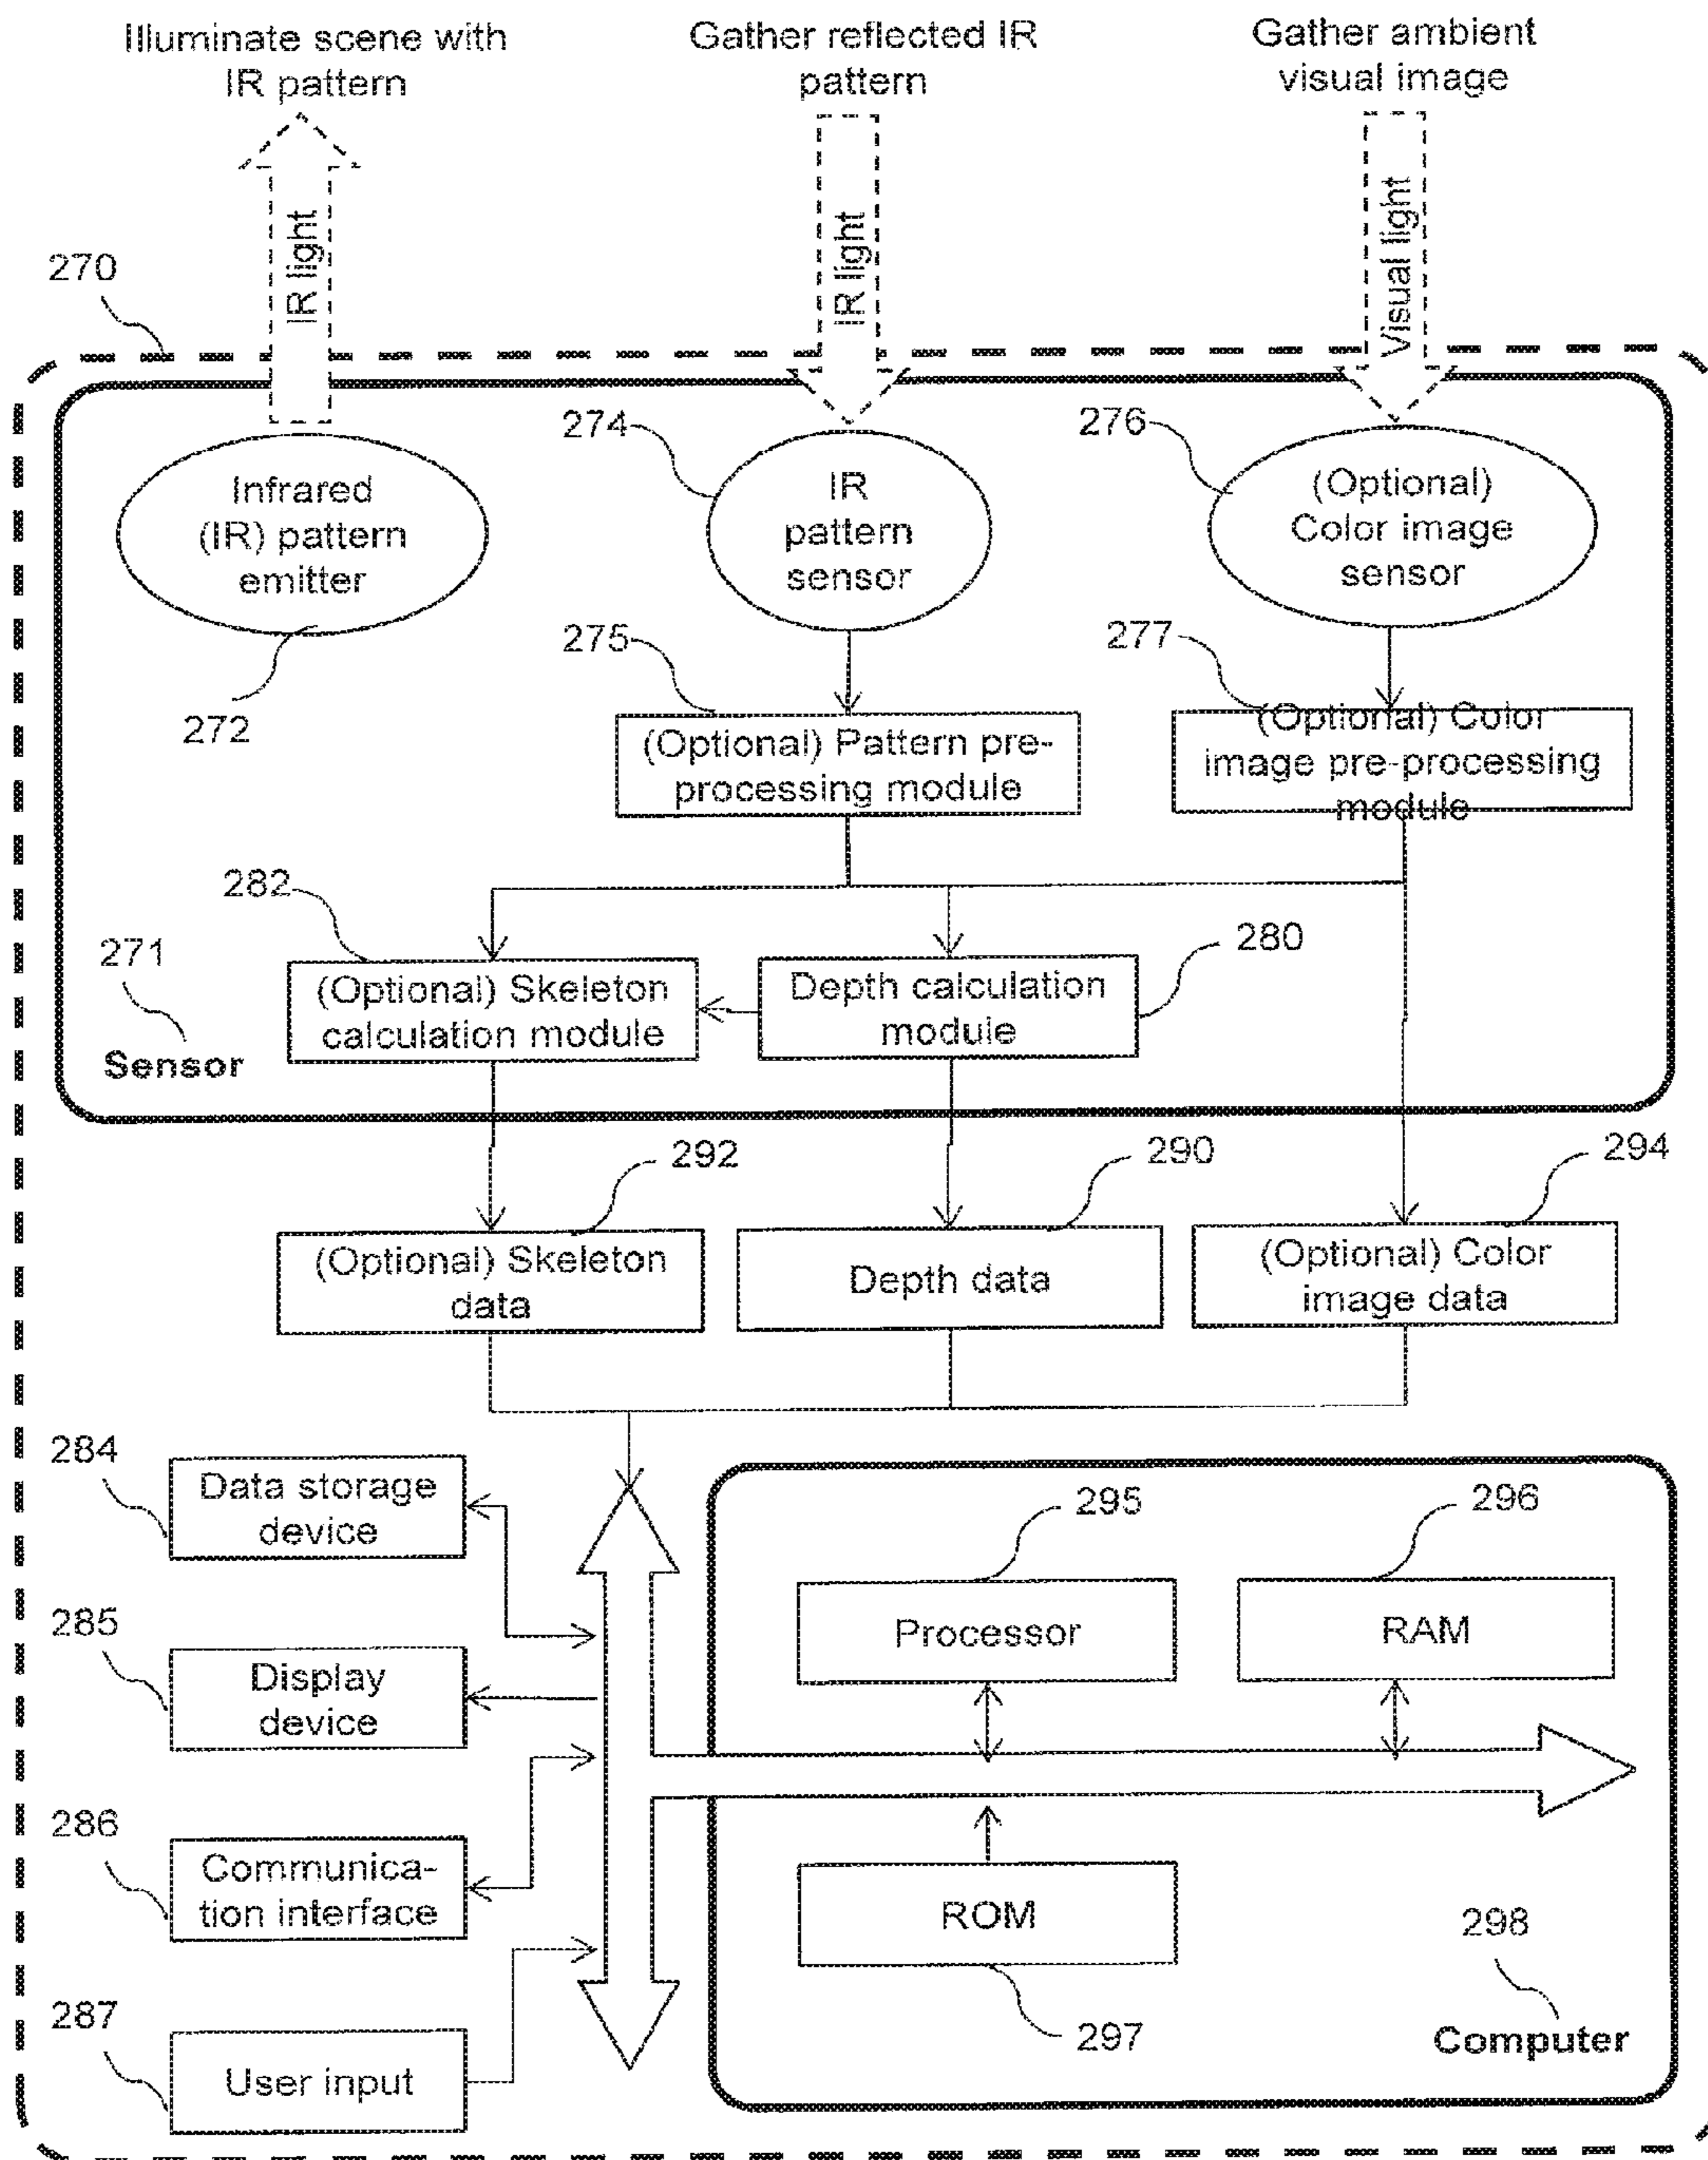 Illuminate scene with
IR pattern
Gather reflected IR
pattern
Gather ambient
visual image
IR light
IR light
Visual light
270
274
276
Infrared
(IR) pattern
emitter
IR
pattern
sensor
(Optional)
Color image
sensor
272
275
277
(Optional) Pattern pre-
processing module
(Optional) Color
image pre-processing
module
282
271
280
(Optional) Skeleton
calculation module
Depth calculation
module
Sensor
292
290
294
(Optional) Skeleton
data
Depth data
(Optional) Color
image data
284
Data storage
device
295
296
Processor
RAM
285
Display
device
286
Communica-
tion interface
ROM
298
297
Computer
287
User input